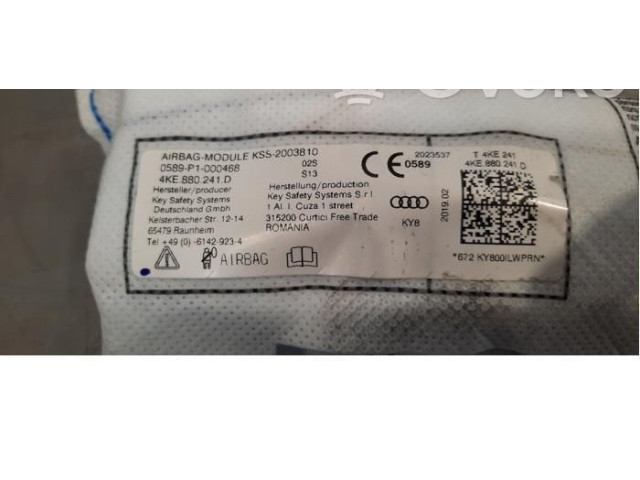 AIRBAG-MODULE KS5-2003810
0589-P1-000468
4KE.880.241.D
02S
S13
Hersteller/producer
Key Safety Systems
Deutschland GmbH
Kelsterbacher Str. 12-14
65479 Raunheim
Tel +49 (0) -6142-923-4
Herstellung/production
Key Safety Systems S.r.l
1 Al I. Cuza 1 street
315200 Curtici Free Trade
ROMANIA
AIRBAG
CE 0589
2023537
KY8
2019.02
T 4KE 241
4KE.880.241.D
*672 KY800ILWPRN*